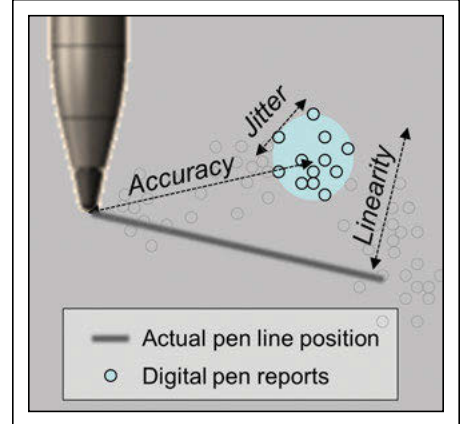 Jitter
Accuracy
Linearity
Actual pen line position
Digital pen reports